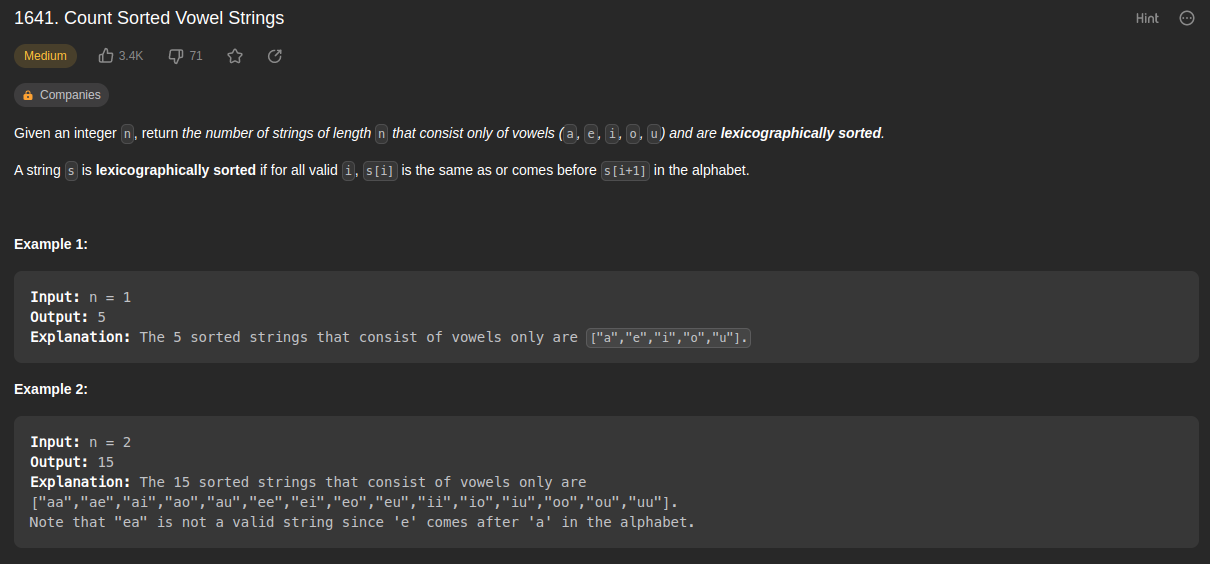 1641. Count Sorted Vowel Strings
Hint
Medium 3.4K 71
Companies
Given an integer n, return the number of strings of length n that consist only of vowels (a, e, i, o, u) and are lexicographically sorted.
A string s is lexicographically sorted if for all valid i, s[i] is the same as or comes before s[i+1] in the alphabet.
Example 1:
Input: n = 1
Output: 5
Explanation: The 5 sorted strings that consist of vowels only are ["a","e","i","o","u"].
Example 2:
Input: n = 2
Output: 15
Explanation: The 15 sorted strings that consist of vowels only are
["aa","ae","ai","ao","au","ee","ei","eo","eu","ii","io","iu","oo","ou","uu"].
Note that "ea" is not a valid string since 'e' comes after 'a' in the alphabet.